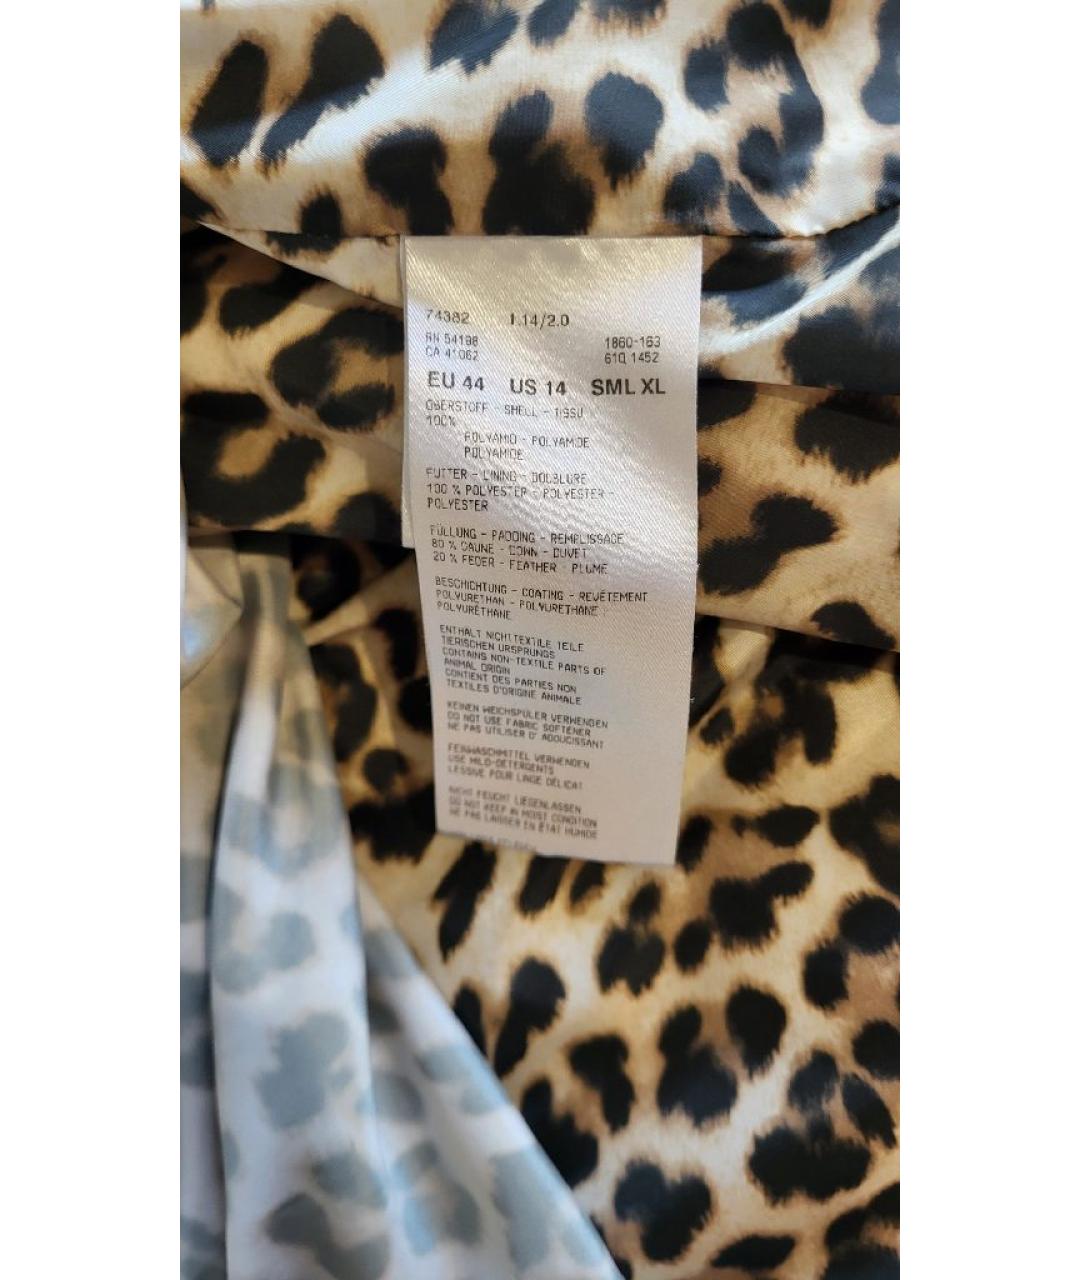 74382 1.14/2.0
RN 54198
CA 41062
1860-163
61Q 1452
EU 44 US 14 SML XL
OBERSTOFF - SHELL - TISSU
100%
POLYAMID - POLYAMIDE
POLYAMIDE
FUTTER - LINING - DOUBLURE
100 % POLYESTER - POLYESTER -
POLYESTER
FÜLLUNG - PADDING - REMPLISSAGE
80 % DAUNE - DOWN - DUVET
20 % FEDER - FEATHER - PLUME
BESCHICHTUNG - COATING - REVÊTEMENT
POLYURETHAN - POLYURETHANE
POLYURÉTHANE
ENTHÄLT NICHTTEXTILE TEILE
TIERISCHEN URSPRUNGS
CONTAINS NON-TEXTILE PARTS OF
ANIMAL ORIGIN
CONTIENT DES PARTIES NON
TEXTILES D'ORIGINE ANIMALE
KEINEN WEICHSPÜLER VERWENDEN
DO NOT USE FABRIC SOFTENER
NE PAS UTILISER D' ADOUCISSANT
FEINWASCHMITTEL VERWENDEN
USE MILD-DETERGENTS
LESSIVE POUR LINGE DÉLICAT
NICHT FEUCHT LIEGENLASSEN
DO NOT KEEP IN MOIST CONDITION
NE PAS LAISSER EN ÉTAT HUMIDE